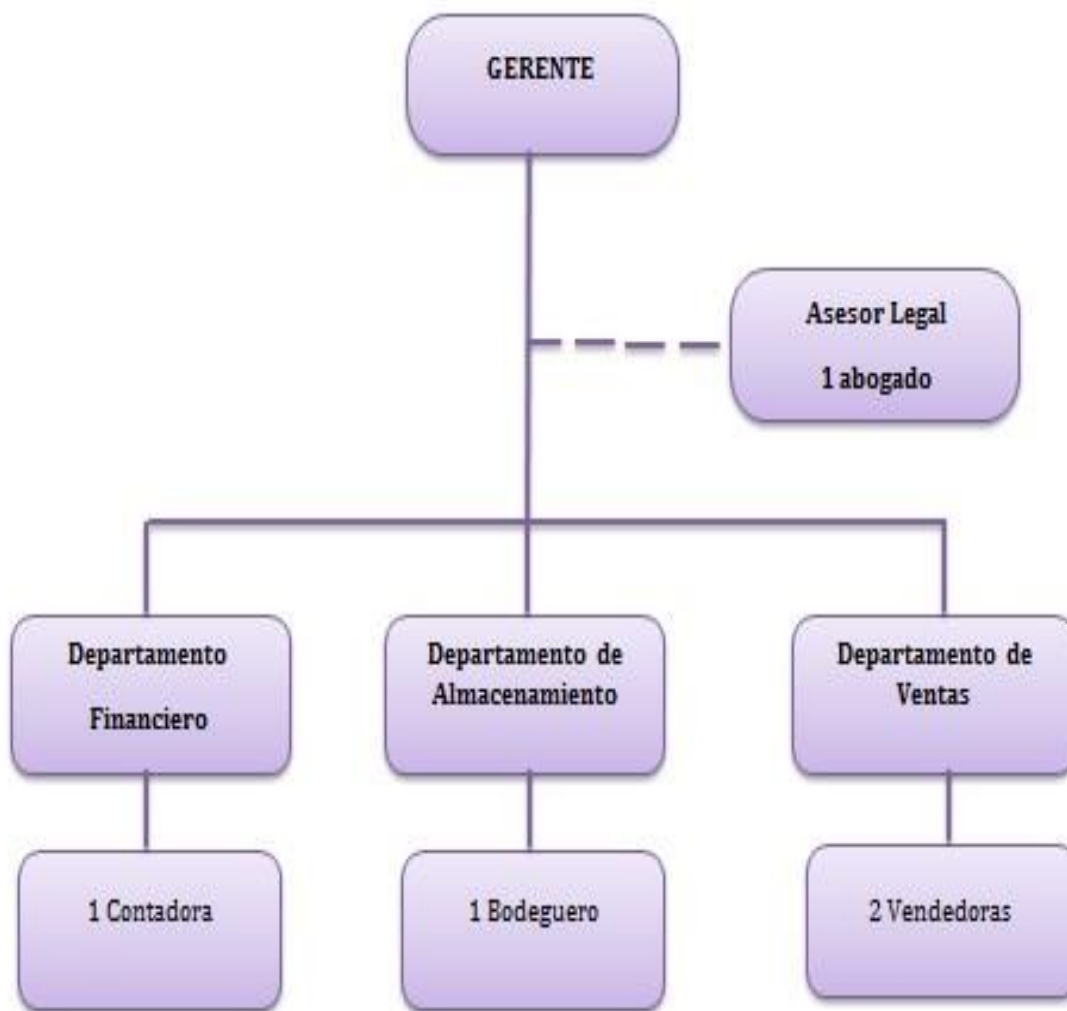 GERENTE
Asesor Legal
1 abogado
Departamento
Financiero
Departamento de
Almacenamiento
Departamento de
Ventas
1 Contadora
1 Bodeguero
2 Vendedoras